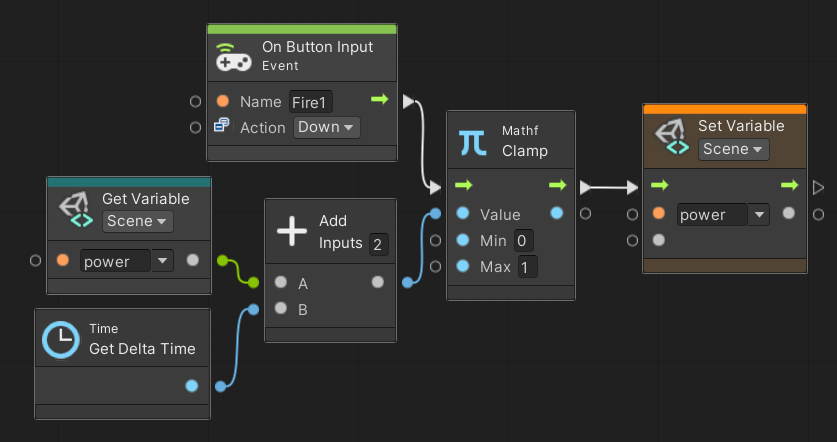 On Button Input
Event
Name Fire1
Action Down
Get Variable
Scene
power
Time
Get Delta Time
Add
Inputs 2
A
B
Mathf
Clamp
Value
Min 0
Max 1
Set Variable
Scene
power